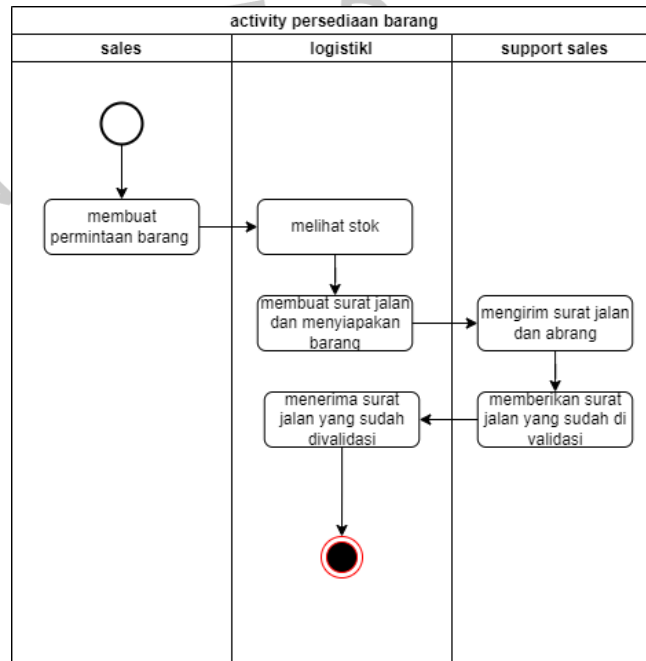 activity persediaan barang
sales
logistikl
support sales
membuat
permintaan barang
melihat stok
membuat surat jalan
dan menyiapakan
barang
mengirim surat jalan
dan abrang
menerima surat
jalan yang sudah
divalidasi
memberikan surat
jalan yang sudah di
validasi